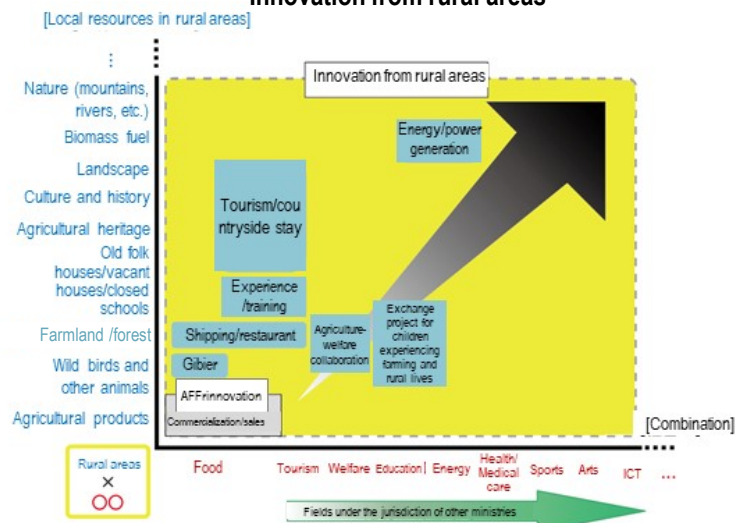 Innovation from rural areas
[Local resources in rural areas]
⋮
Innovation from rural areas
Nature (mountains,
rivers, etc.)
Biomass fuel
Landscape
Culture and history
Agricultural heritage
Old folk
houses/vacant
houses/closed
schools
Farmland /forest
Wild birds and
other animals
Agricultural products
Energy/power
generation
Tourism/cou
ntryside stay
Experience
/training
Shipping/restaurant
Gibier
Agriculture-
welfare
collaboration
Exchange
project for
children
experiencing
farming and
rural lives
AFFrinnovation
Commercialization/sales
[Combination]
Rural areas
×
○○
Food
Tourism
Welfare
Education
Energy
Health/
Medical
care
Sports
Arts
ICT
...
Fields under the jurisdiction of other ministries